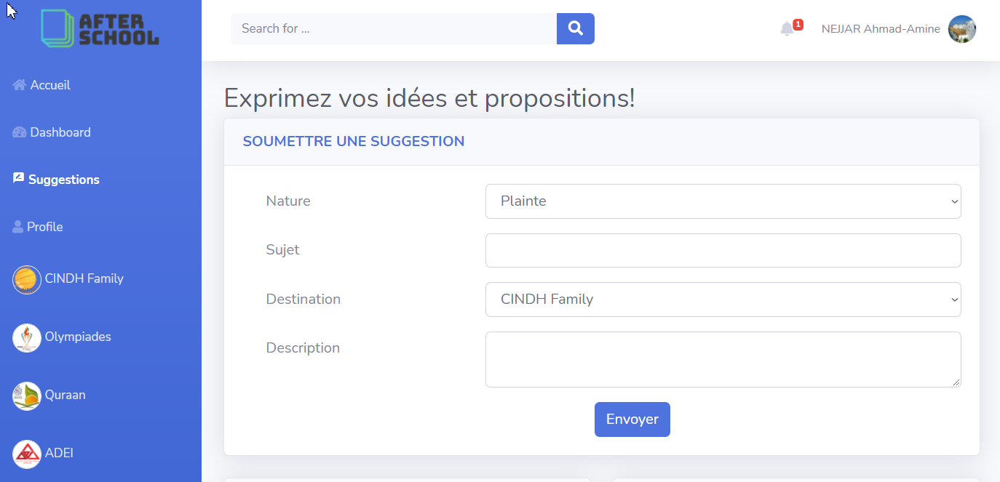 AFTER
SCHOOL
Search for ...
1
NEJJAR Ahmad-Amine
Accueil
Dashboard
Suggestions
Profile
CINDH Family
Olympiades
Quraan
ADEI
Exprimez vos idées et propositions!
SOUMETTRE UNE SUGGESTION
Nature
Plainte
Sujet
Destination
CINDH Family
Description
Envoyer